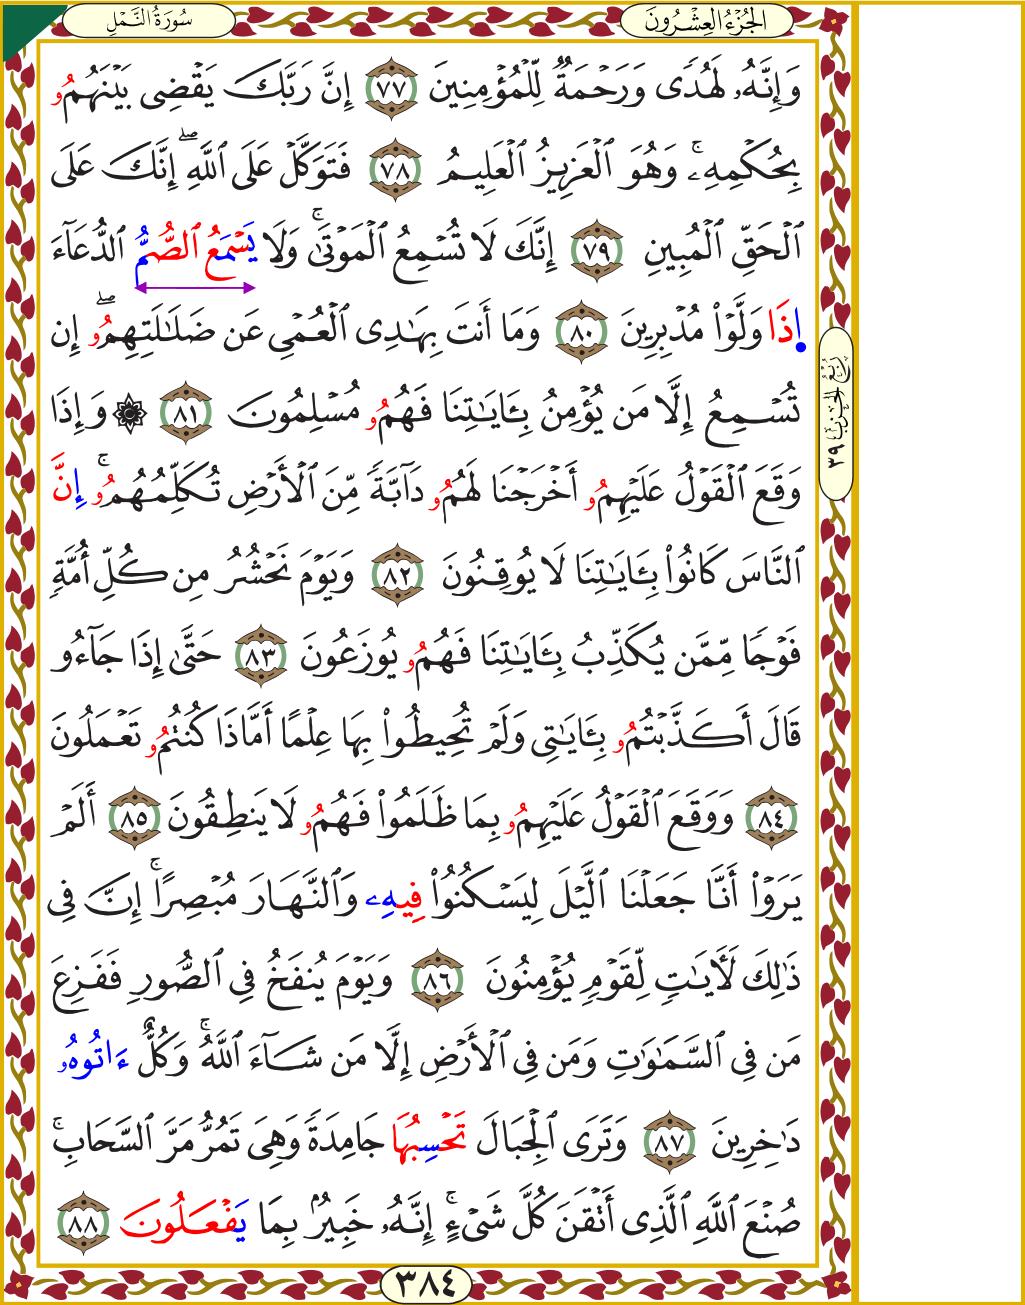 الجُزْءُ العِشْرُونَ
سُورَةُ النَّمْلِ
وَإِنَّهُۥ لَهُدٗى وَرَحۡمَةٞ لِّلۡمُؤۡمِنِينَ ٧٧ إِنَّ رَبَّكَ يَقۡضِي بَيۡنَهُمُو
بِحُكۡمِهِۦۚ وَهُوَ ٱلۡعَزِيزُ ٱلۡعَلِيمُ ٧٨ فَتَوَكَّلۡ عَلَى ٱللَّهِۖ إِنَّكَ عَلَى
ٱلۡحَقِّ ٱلۡمُبِينِ ٧٩ إِنَّكَ لَا تُسۡمِعُ ٱلۡمَوۡتَىٰۚ وَلَا يَسۡمَعُ ٱلصُّمُّ ٱلدُّعَآءَ
إِذَا وَلَّوۡاْ مُدۡبِرِينَ ٨٠ وَمَآ أَنتَ بِهَٰدِي ٱلۡعُمۡيِ عَن ضَلَٰلَتِهِمُوۖ إِن
تُسۡمِعُ إِلَّا مَن يُؤۡمِنُ بِـَٔايَٰتِنَا فَهُمُو مُسۡلِمُونَ ٨١ ۞ وَإِذَا
وَقَعَ ٱلۡقَوۡلُ عَلَيۡهِمُو أَخۡرَجۡنَا لَهُمُو دَآبَّةٗ مِّنَ ٱلۡأَرۡضِ تُكَلِّمُهُمُوۚ إِنَّ
ٱلنَّاسَ كَانُواْ بِـَٔايَٰتِنَا لَا يُوقِنُونَ ٨٢ وَيَوۡمَ نَحۡشُرُ مِن كُلِّ أُمَّةٖ
فَوۡجٗا مِّمَّن يُكَذِّبُ بِـَٔايَٰتِنَا فَهُمُو يُوزَعُونَ ٨٣ حَتَّىٰ إِذَا جَآءُو
قَالَ أَكَذَّبۡتُمُو بِـَٔايَٰتِي وَلَمۡ تُحِيطُواْ بِهَا عِلۡمًا أَمَّاذَا كُنتُمُو تَعۡمَلُونَ
٨٤ وَوَقَعَ ٱلۡقَوۡلُ عَلَيۡهِمُو بِمَا ظَلَمُواْ فَهُمُو لَا يَنطِقُونَ ٨٥ أَلَمۡ
يَرَوۡاْ أَنَّا جَعَلۡنَا ٱلَّيۡلَ لِيَسۡكُنُواْ فِيهِۦ وَٱلنَّهَارَ مُبۡصِرًاۚ إِنَّ فِي
ذَٰلِكَ لَأٓيَٰتٖ لِّقَوۡمٖ يُؤۡمِنُونَ ٨٦ وَيَوۡمَ يُنفَخُ فِي ٱلصُّورِ فَفَزِعَ
مَن فِي ٱلسَّمَٰوَٰتِ وَمَن فِي ٱلۡأَرۡضِ إِلَّا مَن شَآءَ ٱللَّهُۚ وَكُلٌّ ءَاتُوهُۥ
دَٰخِرِينَ ٨٧ وَتَرَى ٱلۡجِبَالَ تَحۡسِبُهَا جَامِدَةٗ وَهِيَ تَمُرُّ مَرَّ ٱلسَّحَابِۚ
صُنۡعَ ٱللَّهِ ٱلَّذِيٓ أَتۡقَنَ كُلَّ شَيۡءٍۚ إِنَّهُۥ خَبِيرُۢ بِمَا يَفۡعَلُونَ ٨٨
رُبْعُ الحِزْبِ ٣٩
٣٨٤